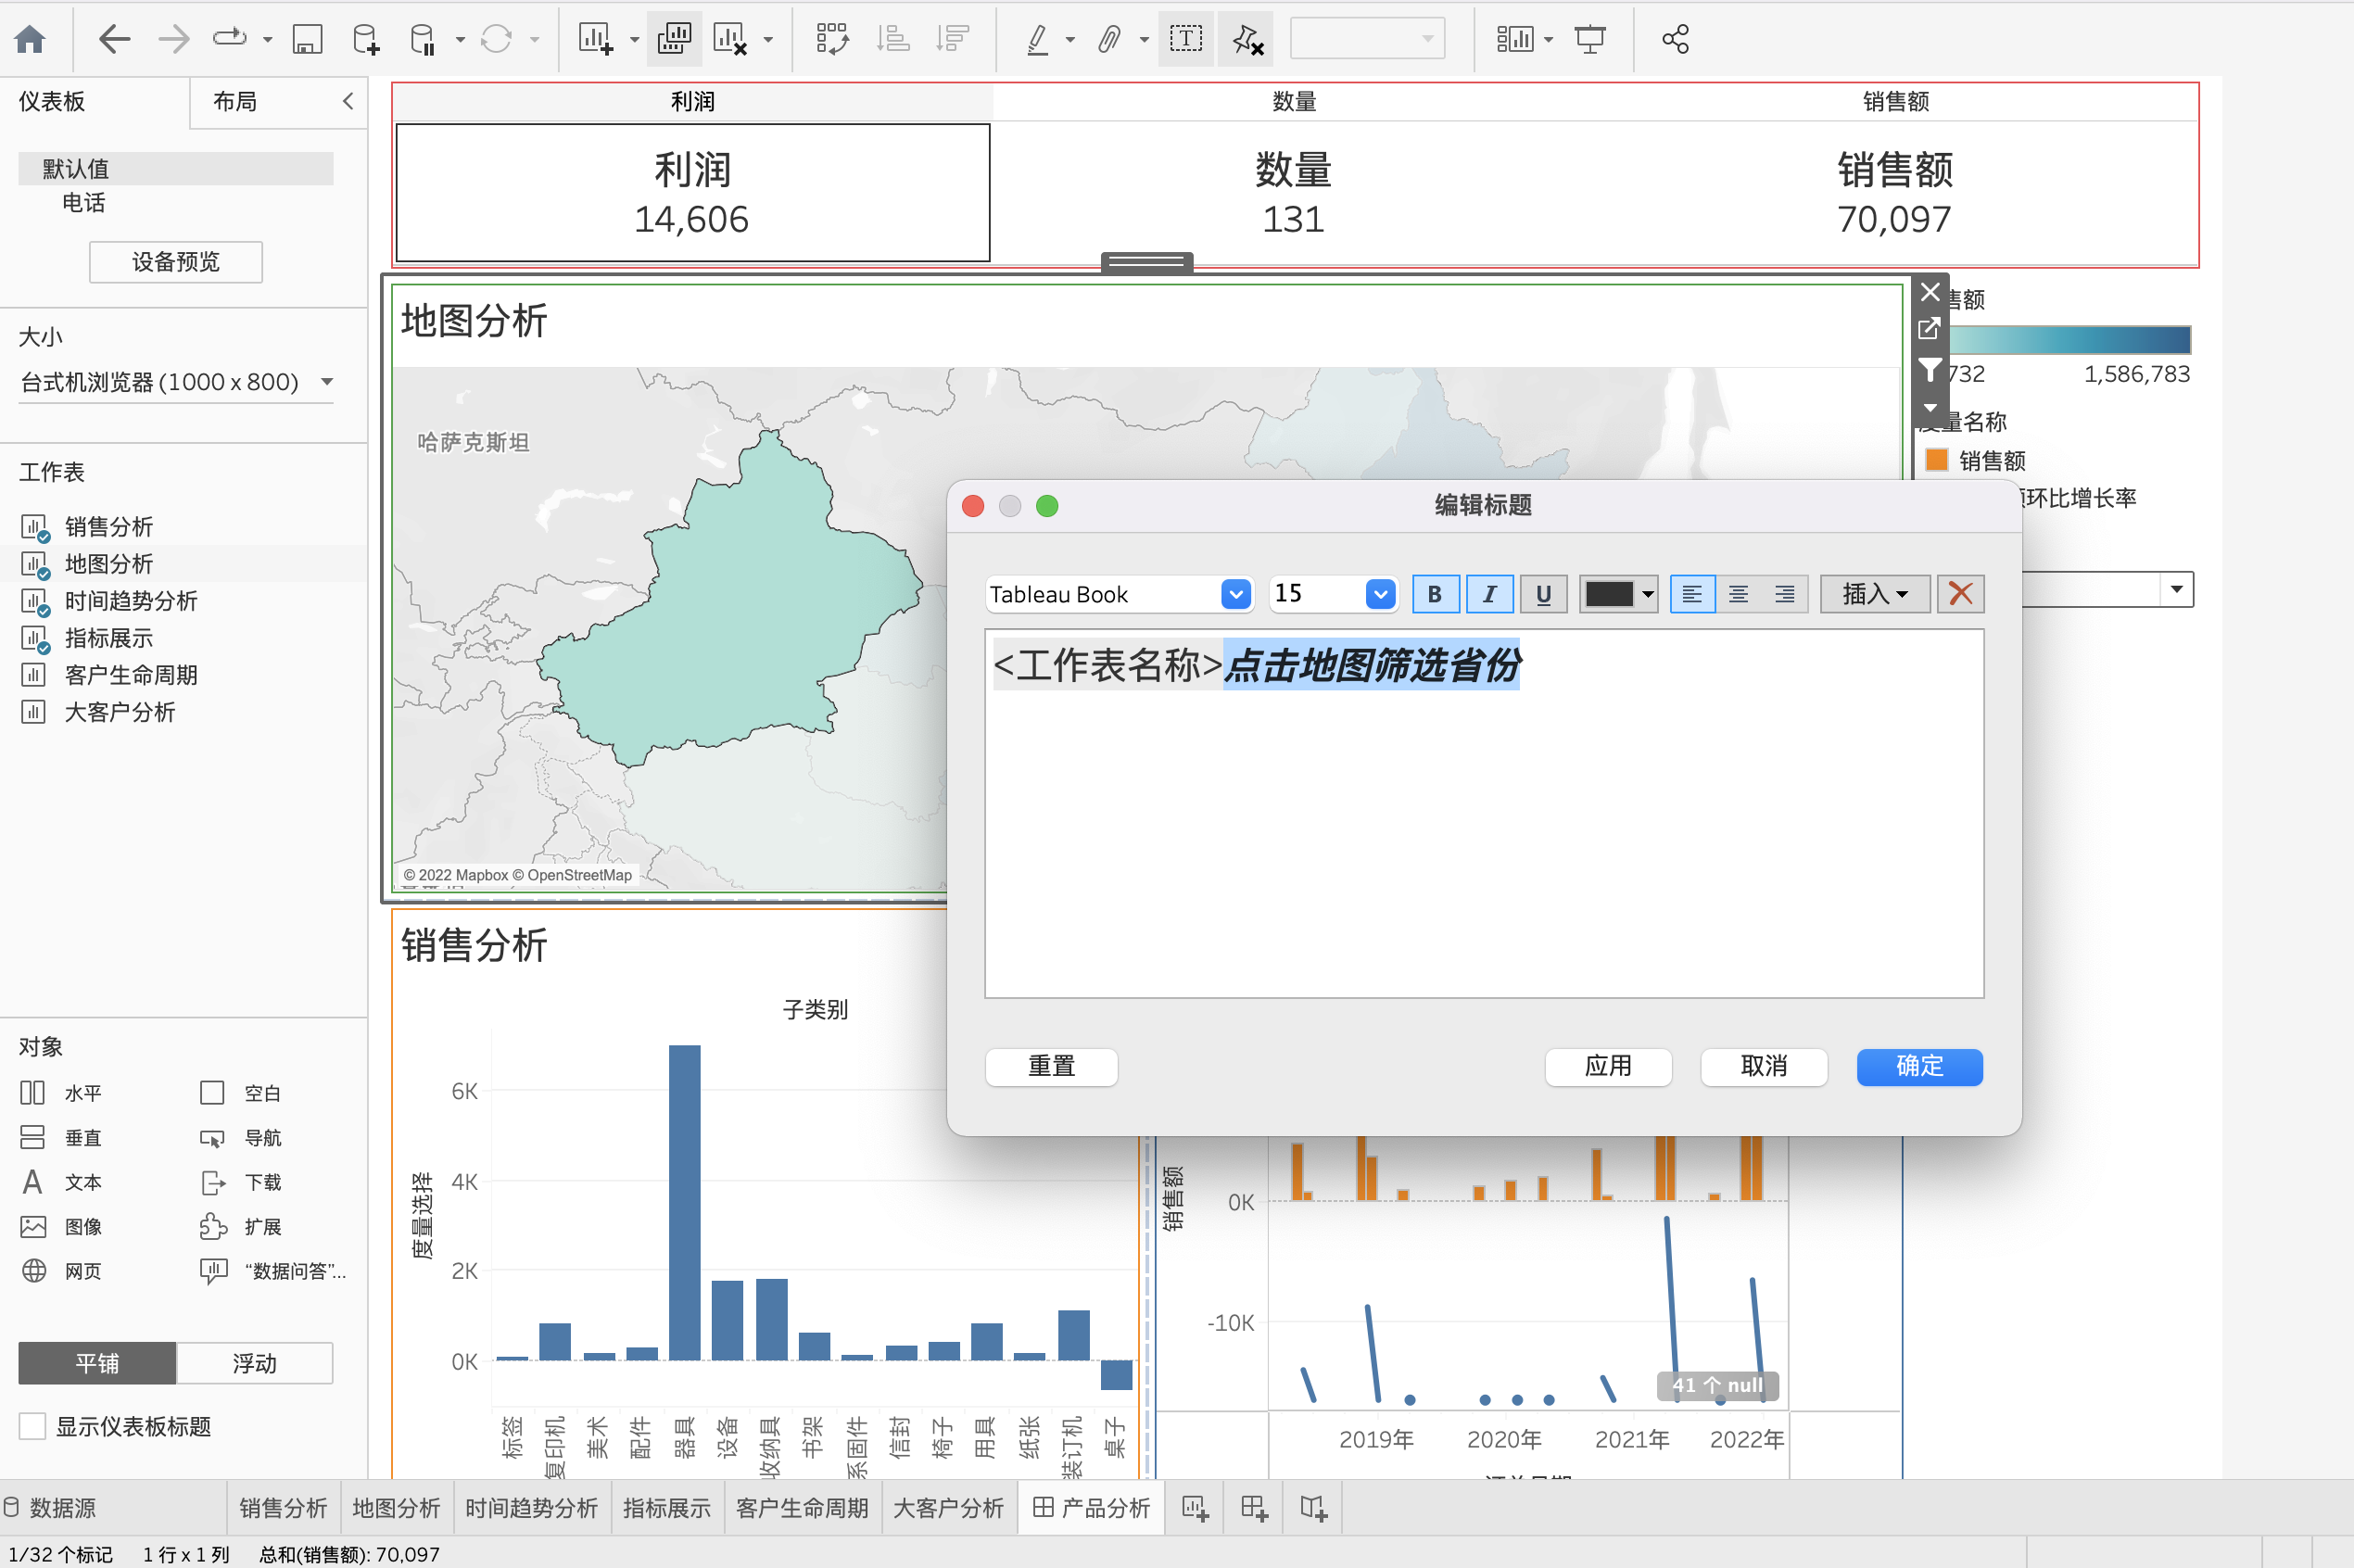 仪表板
布局
默认值
电话
设备预览
大小
台式机浏览器 (1000 x 800)
工作表
销售分析
地图分析
时间趋势分析
指标展示
客户生命周期
大客户分析
对象
水平
空白
垂直
导航
A 文本
下载
图像
扩展
网页
“数据问答”...
平铺
浮动
显示仪表板标题
利润
数量
销售额
利润
数量
销售额
14,606
131
70,097
地图分析
哈萨克斯坦
© 2022 Mapbox © OpenStreetMap
售额
732
1,586,783
度量名称
销售额
环比增长率
编辑标题
Tableau Book
15
B
I
U
插入
<工作表名称>点击地图筛选省份
重置
应用
取消
确定
销售分析
子类别
度量选择
6K
4K
2K
0K
标签
复印机
美术
配件
器具
设备
收纳具
书架
系固件
信封
椅子
用具
纸张
装订机
桌子
销售额
0K
-10K
41 个 null
2019年
2020年
2021年
2022年
数据源
销售分析
地图分析
时间趋势分析
指标展示
客户生命周期
大客户分析
产品分析
1/32 个标记
1 行 x 1 列
总和(销售额): 70,097